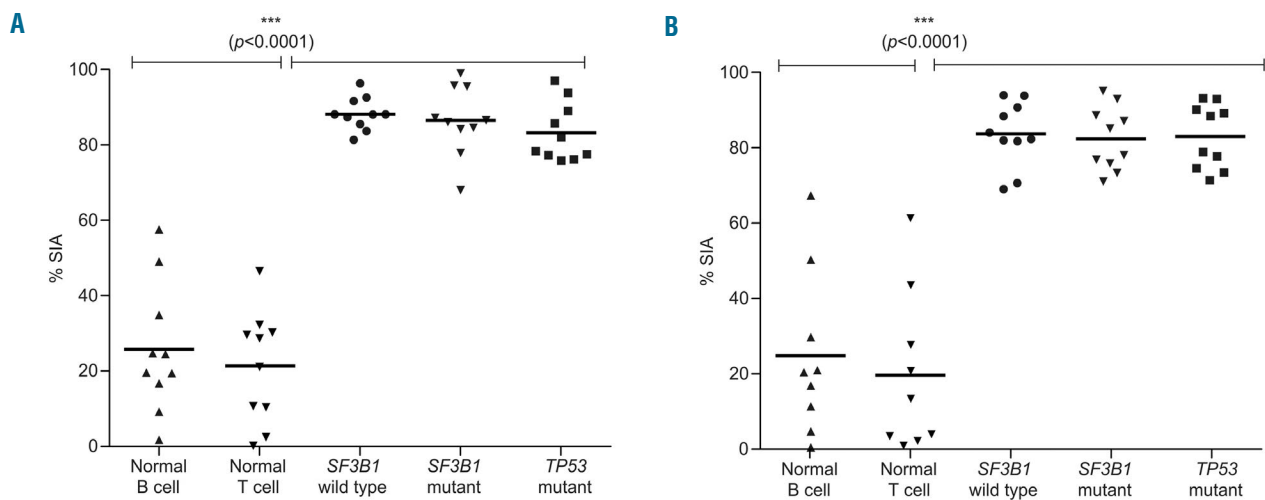 A
***
(p<0.0001)
% SIA
100
80
60
40
20
0
Normal
B cell
Normal
T cell
SF3B1
wild type
SF3B1
mutant
TP53
mutant
B
***
(p<0.0001)
% SIA
100
80
60
40
20
0
Normal
B cell
Normal
T cell
SF3B1
wild type
SF3B1
mutant
TP53
mutant